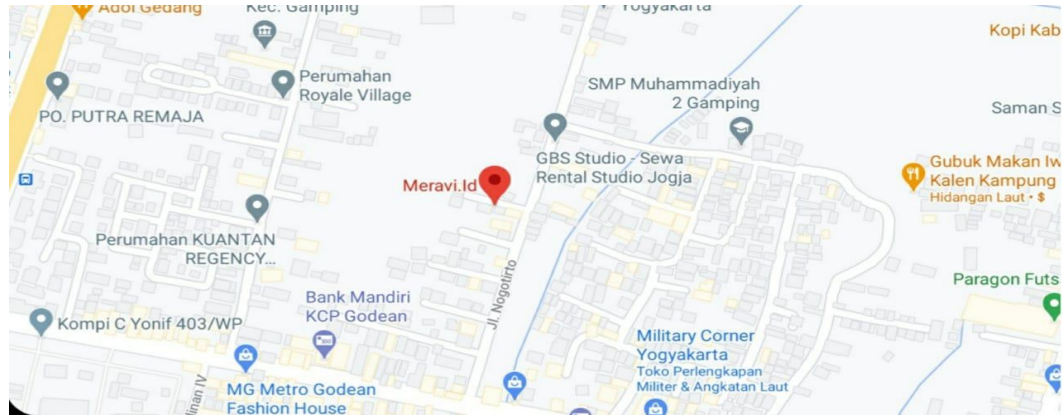 Adol Gedang
Kec. Gamping
Yogyakarta
Kopi Kab
Perumahan
Royale Village
PO. PUTRA REMAJA
SMP Muhammadiyah
2 Gamping
Saman S
GBS Studio - Sewa
Rental Studio Jogja
Meravi.Id
Gubuk Makan Iw
Kalen Kampung
Hidangan Laut • $
Perumahan KUANTAN
REGENCY...
Jl. Nogotirto
Paragon Futs
Bank Mandiri
KCP Godean
Kompi C Yonif 403/WP
Military Corner
Yogyakarta
Toko Perlengkapan
Militer & Angkatan Laut
MG Metro Godean
Fashion House